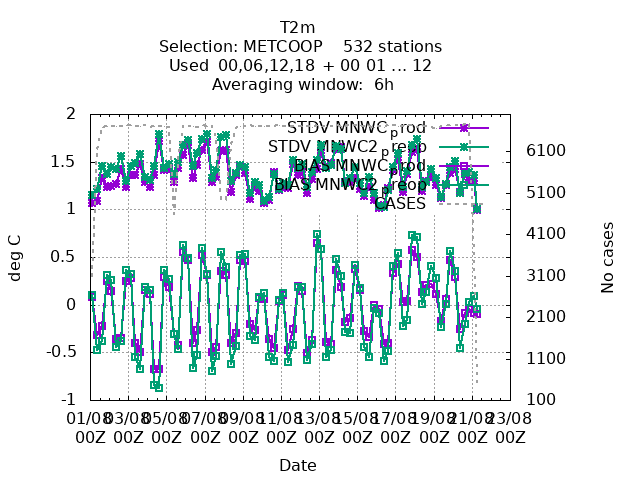 T2m
Selection: METCOOP    532 stations
Used  00,06,12,18 + 00 01 ... 12
Averaging window:  6h
STDV MNWC_prod
STDV MNWC2_preop
BIAS MNWC_prod
BIAS MNWC2_preop
CASES
deg C
2
1.5
1
0.5
0
-0.5
-1
6100
5100
4100
3100
2100
1100
100
No cases
01/08 03/08 05/08 07/08 09/08 11/08 13/08 15/08 17/08 19/08 21/08 23/08
00Z 00Z 00Z 00Z 00Z 00Z 00Z 00Z 00Z 00Z 00Z 00Z
Date